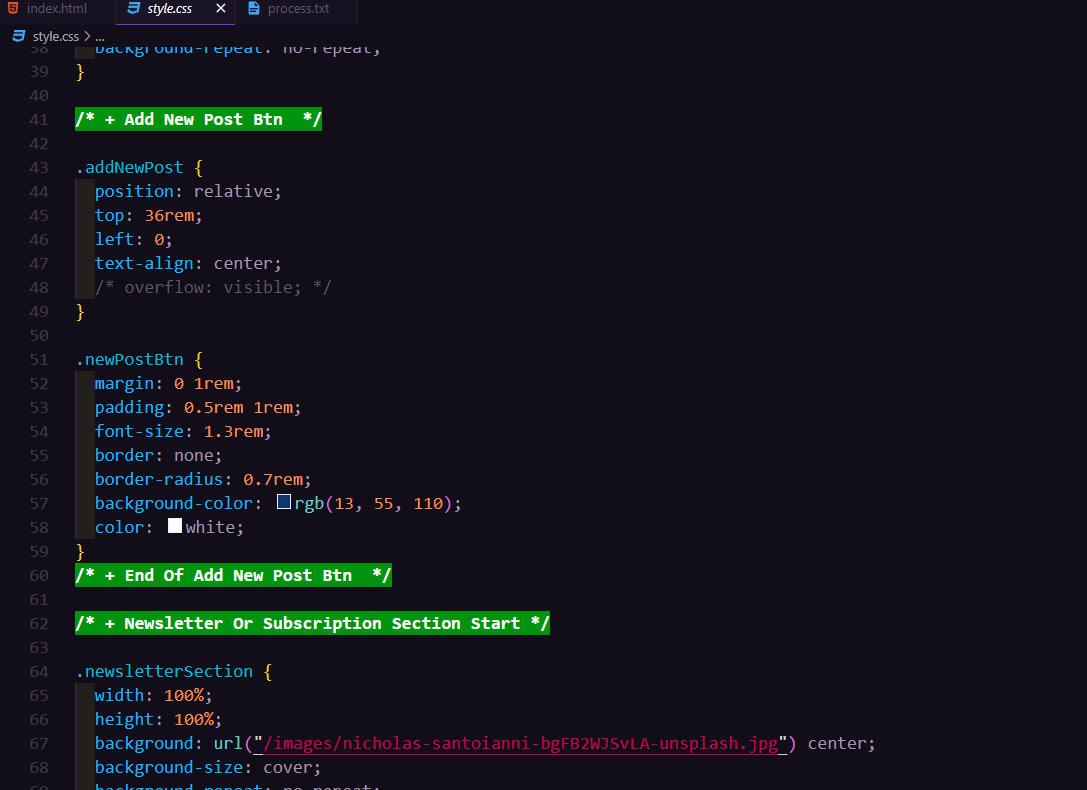 index.html
style.css
process.txt
style.css > ...
38 background-repeat: no-repeat;
39 }
40
41 /* + Add New Post Btn  */
42
43 .addNewPost {
44 position: relative;
45 top: 36rem;
46 left: 0;
47 text-align: center;
48 /* overflow: visible; */
49 }
50
51 .newPostBtn {
52 margin: 0 1rem;
53 padding: 0.5rem 1rem;
54 font-size: 1.3rem;
55 border: none;
56 border-radius: 0.7rem;
57 background-color: rgb(13, 55, 110);
58 color: white;
59 }
60 /* + End Of Add New Post Btn  */
61
62 /* + Newsletter Or Subscription Section Start */
63
64 .newsletterSection {
65 width: 100%;
66 height: 100%;
67 background: url("/images/nicholas-santoianni-bgFB2WJSvLA-unsplash.jpg") center;
68 background-size: cover;
69 background-repeat: no-repeat;